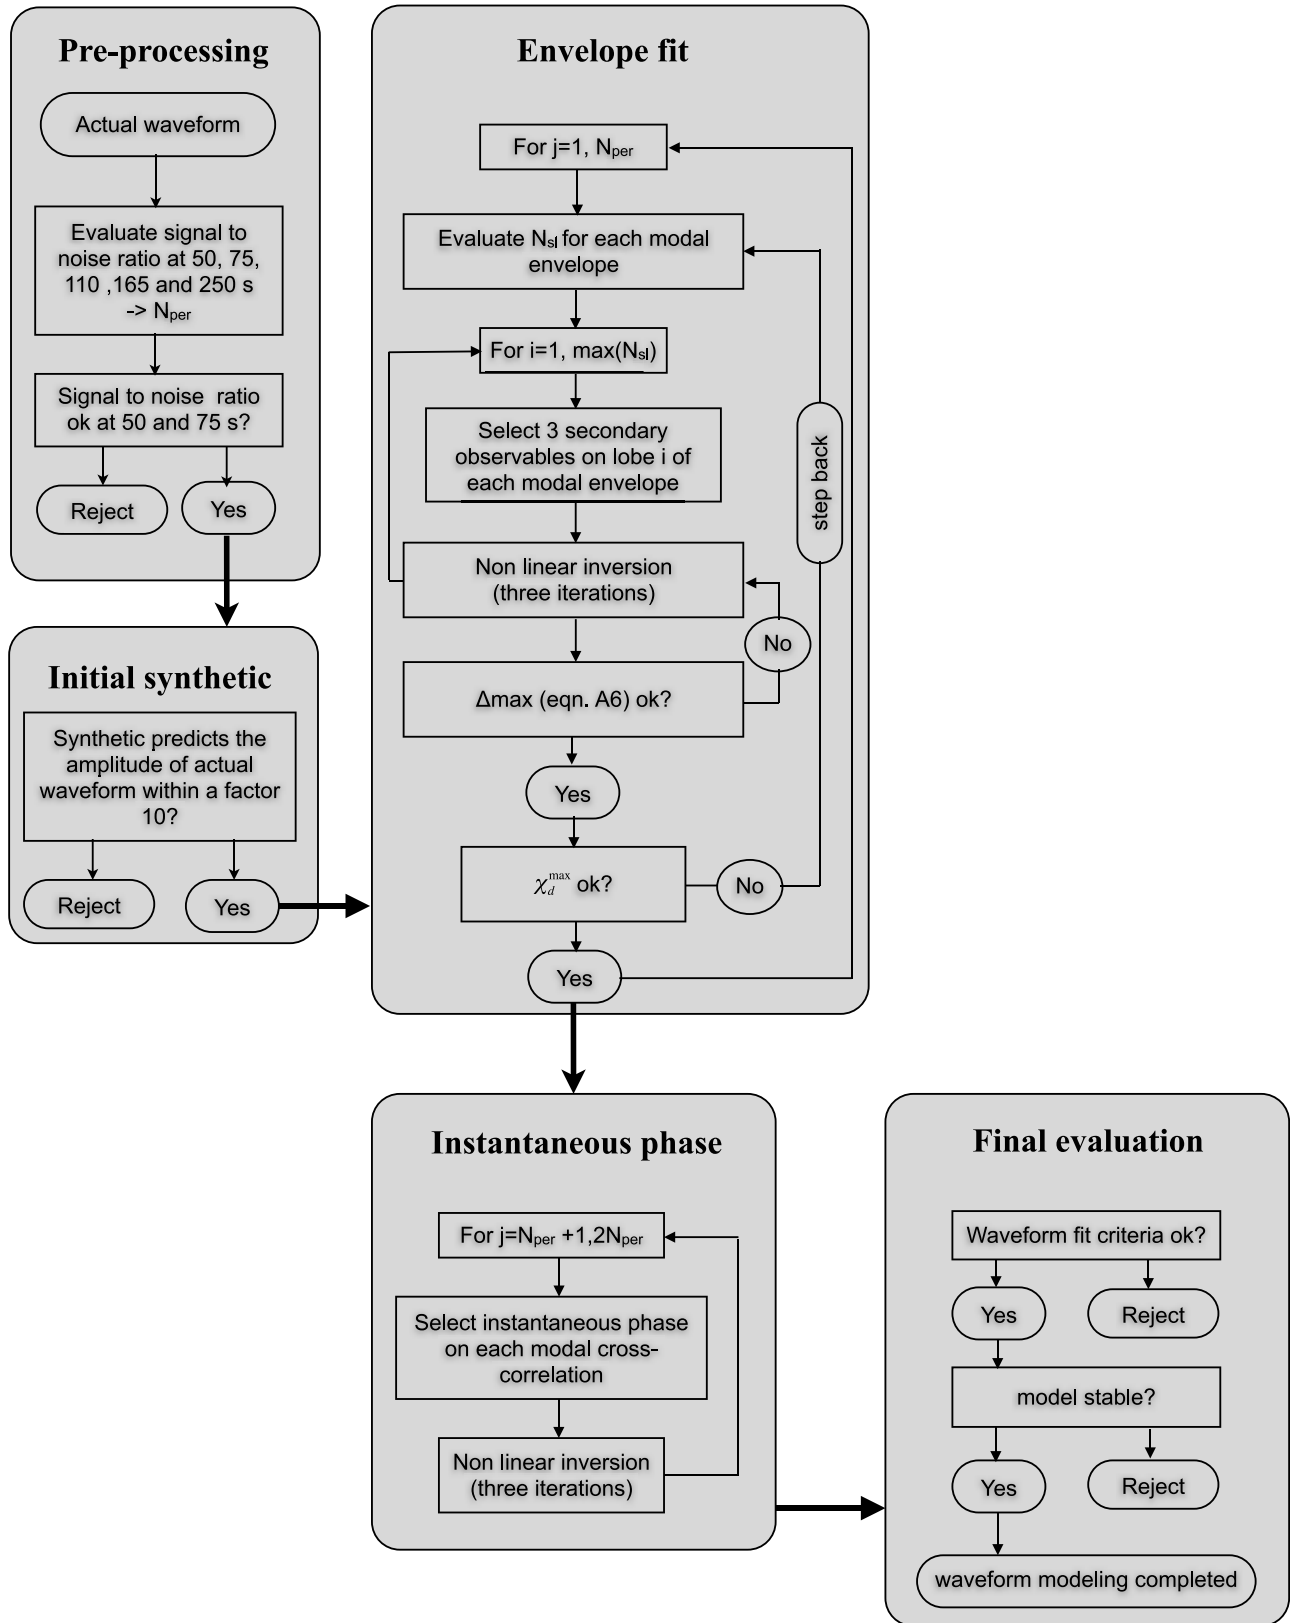 Pre-processing
Actual waveform
Evaluate signal to
noise ratio at 50, 75,
110 ,165 and 250 s
-> Nper
Signal to noise ratio
ok at 50 and 75 s?
Reject
Yes
Initial synthetic
Synthetic predicts the
amplitude of actual
waveform within a factor
10?
Reject
Yes
Envelope fit
For j=1, Nper
Evaluate Nsl for each modal
envelope
For i=1, max(Nsl)
Select 3 secondary
observables on lobe i of
each modal envelope
step back
Non linear inversion
(three iterations)
No
Δmax (eqn. A6) ok?
Yes
χd^max ok?
No
Yes
Instantaneous phase
For j=Nper +1,2Nper
Select instantaneous phase
on each modal cross-
correlation
Non linear inversion
(three iterations)
Final evaluation
Waveform fit criteria ok?
Yes
Reject
model stable?
Yes
Reject
waveform modeling completed